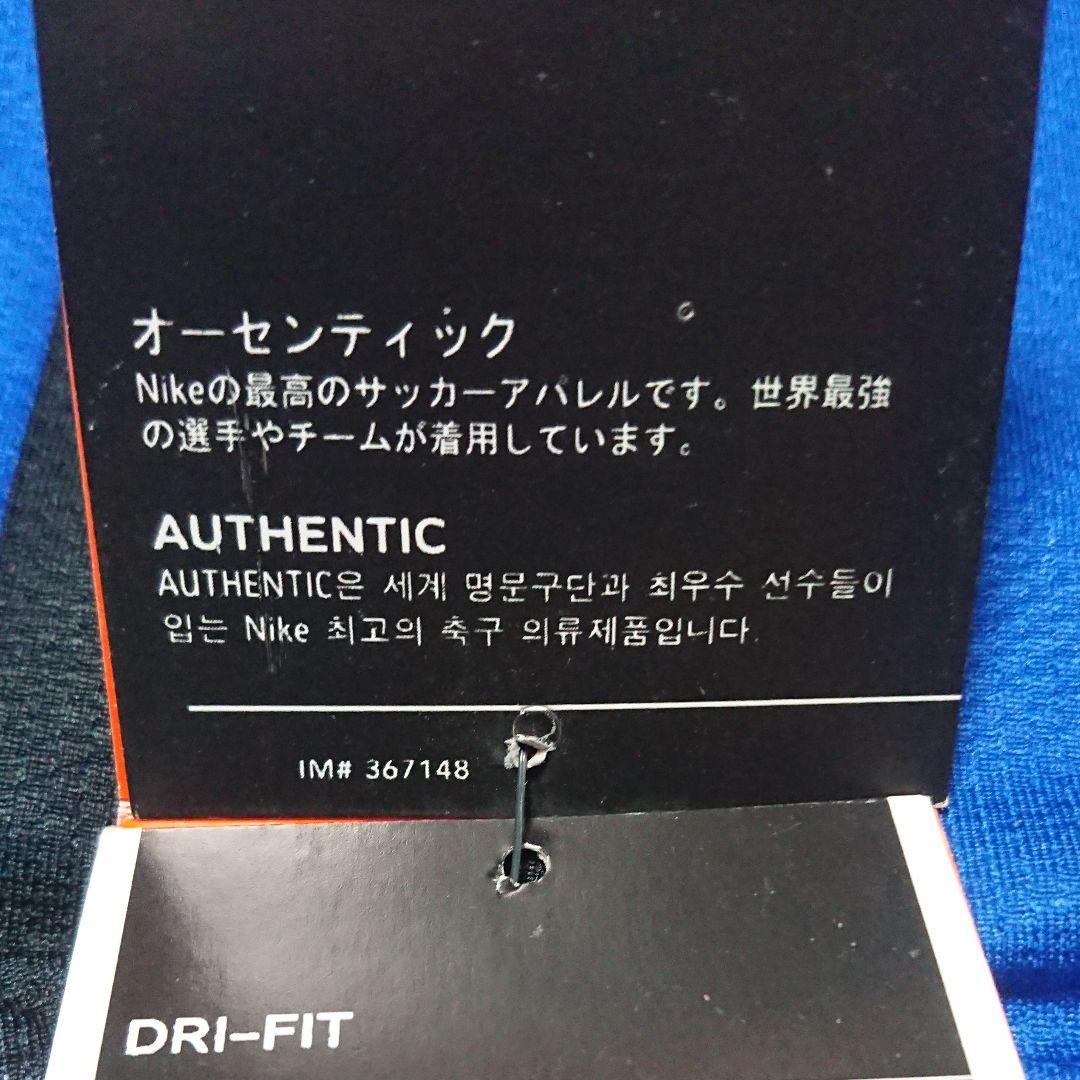 オーセンティック
Nikeの最高のサッカーアパレルです。世界最強
の選手やチームが着用しています。
AUTHENTIC
AUTHENTIC은 세계 명문구단과 최우수 선수들이
입는 Nike 최고의 축구 의류제품입니다.
IM# 367148
DRI-FIT